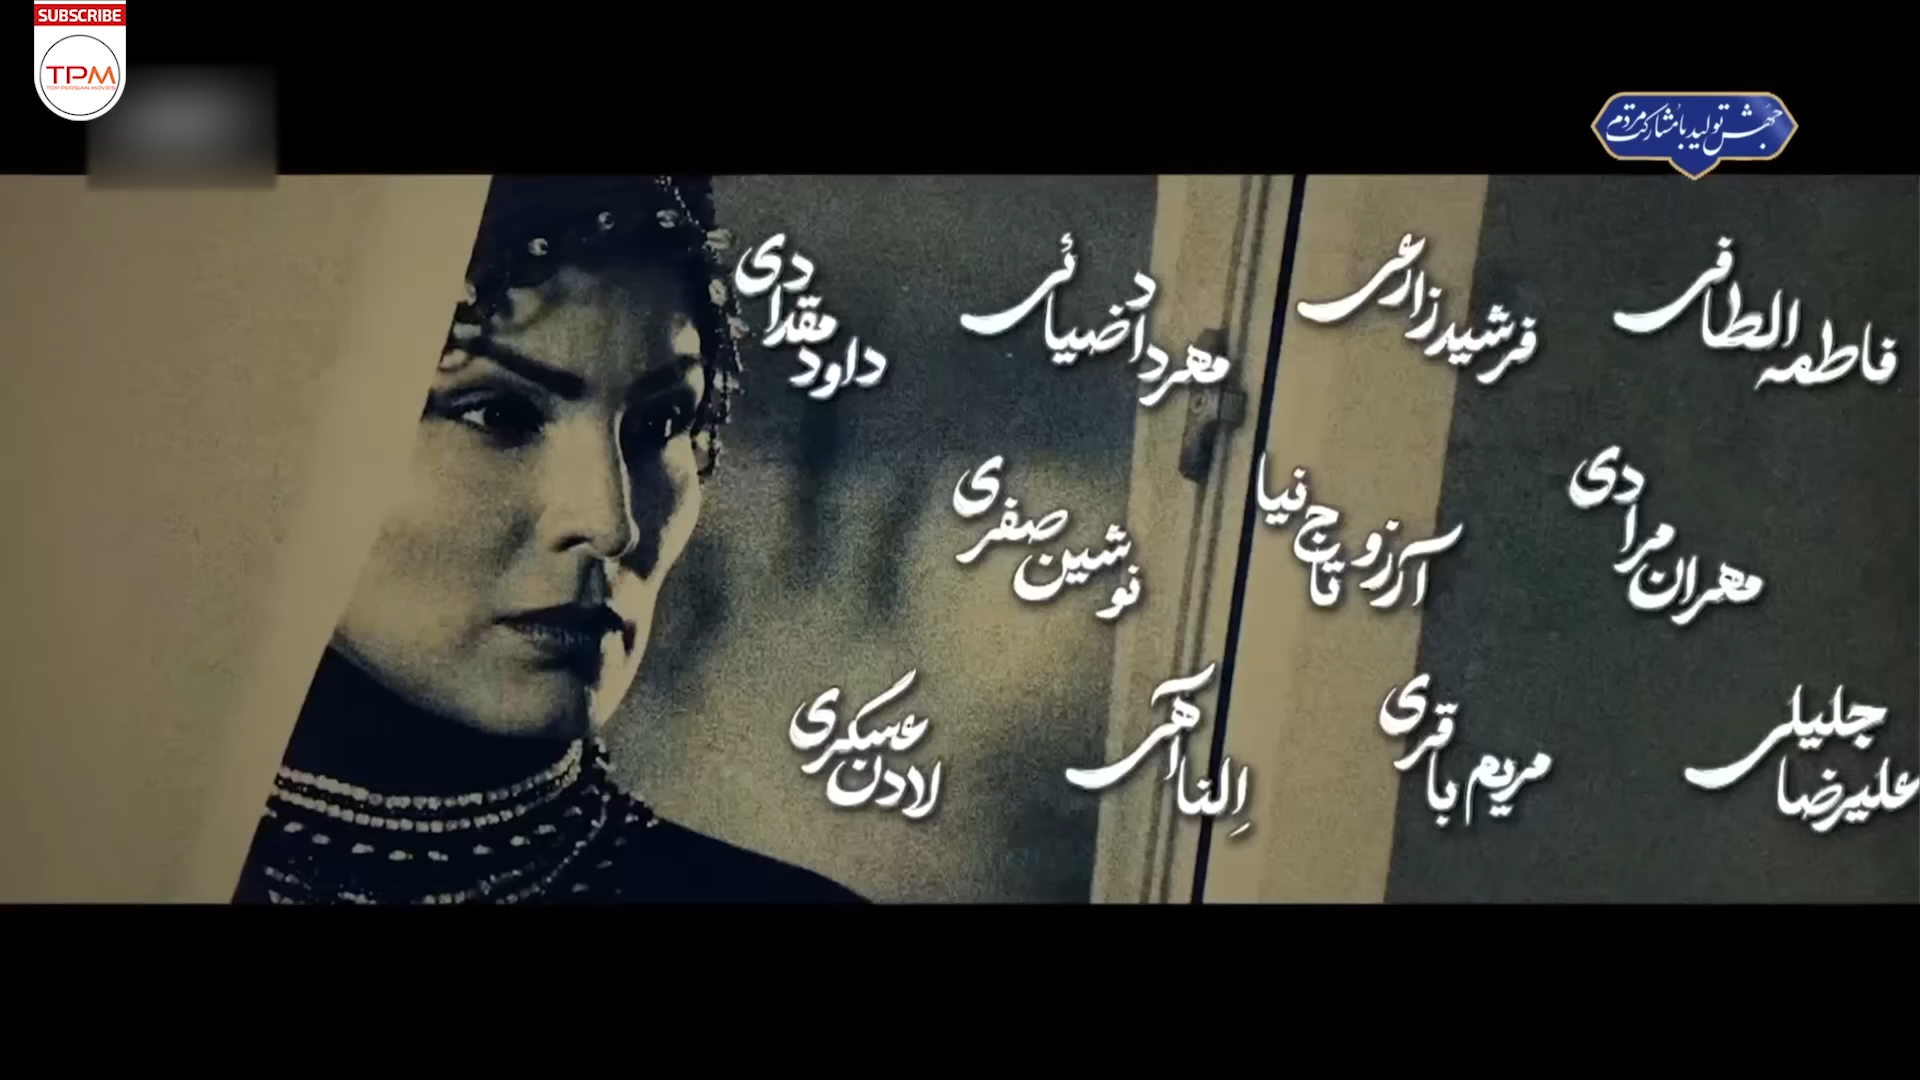 SUBSCRIBE
TPM
TOP PERSIAN MOVIES
جهش تولید با مشارکت مردم
فاطمه الطافی
فرشید زارعی
مهرداد ضیائی
داود مقدادی
مهران مرادی
آرزو تاج نیا
نوشین صفری
علیرضا جلیلی
مریم باقری
اِلنا آهی
لادن عسکری